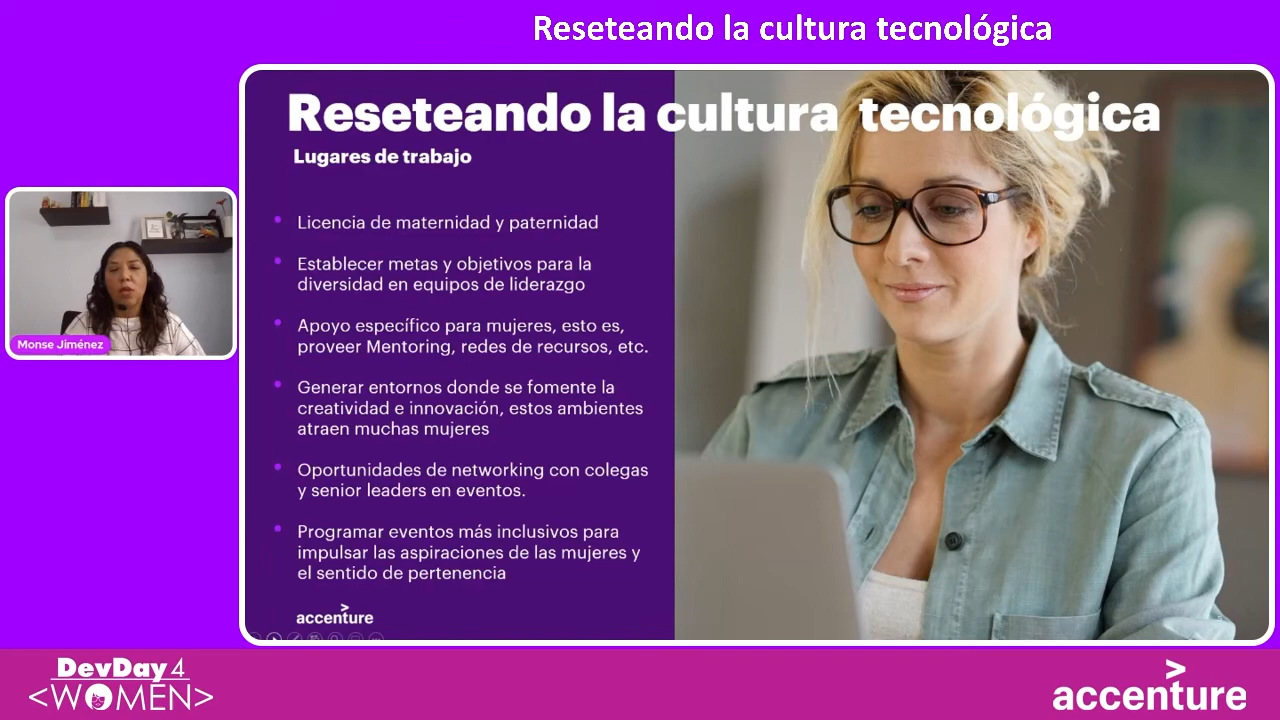 Reseteando la cultura tecnológica
Reseteando la cultura tecnológica
Lugares de trabajo
Licencia de maternidad y paternidad
Establecer metas y objetivos para la
diversidad en equipos de liderazgo
Apoyo específico para mujeres, esto es,
proveer Mentoring, redes de recursos, etc.
Generar entornos donde se fomente la
creatividad e innovación, estos ambientes
atraen muchas mujeres
Oportunidades de networking con colegas
y senior leaders en eventos.
Programar eventos más inclusivos para
impulsar las aspiraciones de las mujeres y
el sentido de pertenencia
accenture
Monse Jiménez
DevDay4
<WOMEN>
accenture